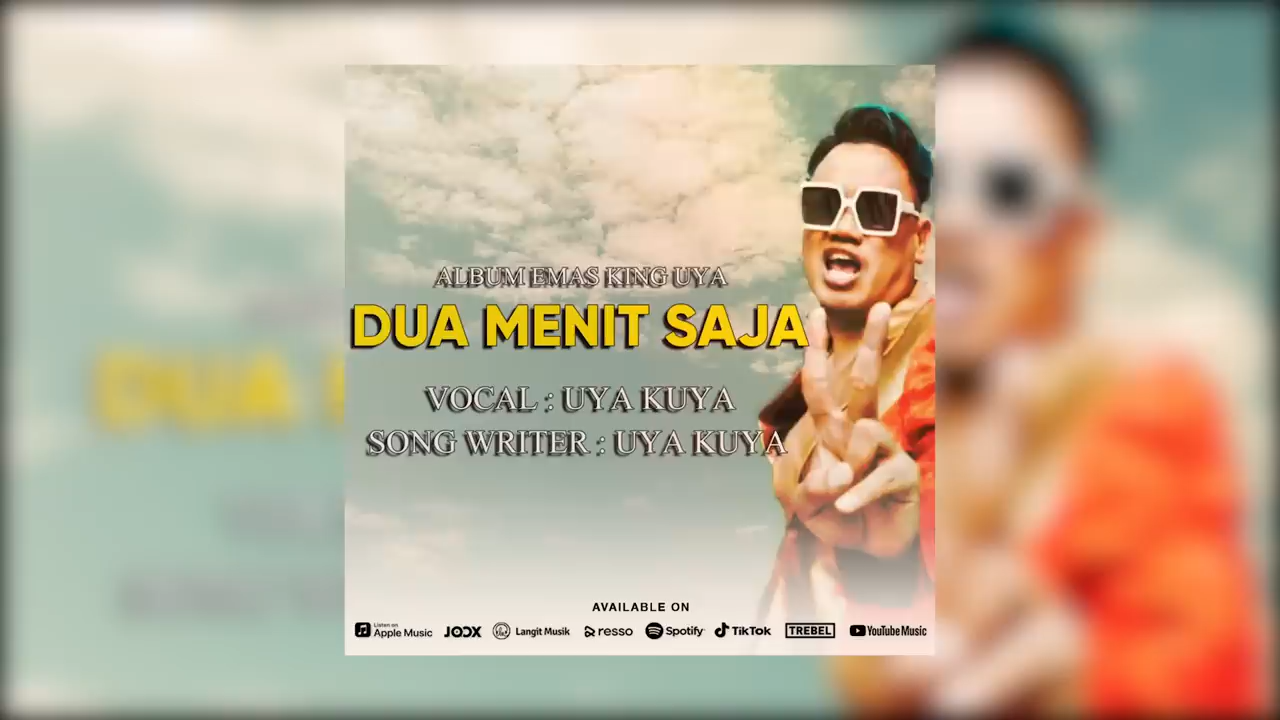 ALBUM EMAS KING UYA
DUA MENIT SAJA
VOCAL : UYA KUYA
SONG WRITER : UYA KUYA
AVAILABLE ON
Listen on
Apple Music JOOX Langit Musik resso Spotify TikTok TREBEL YouTube Music
DUA